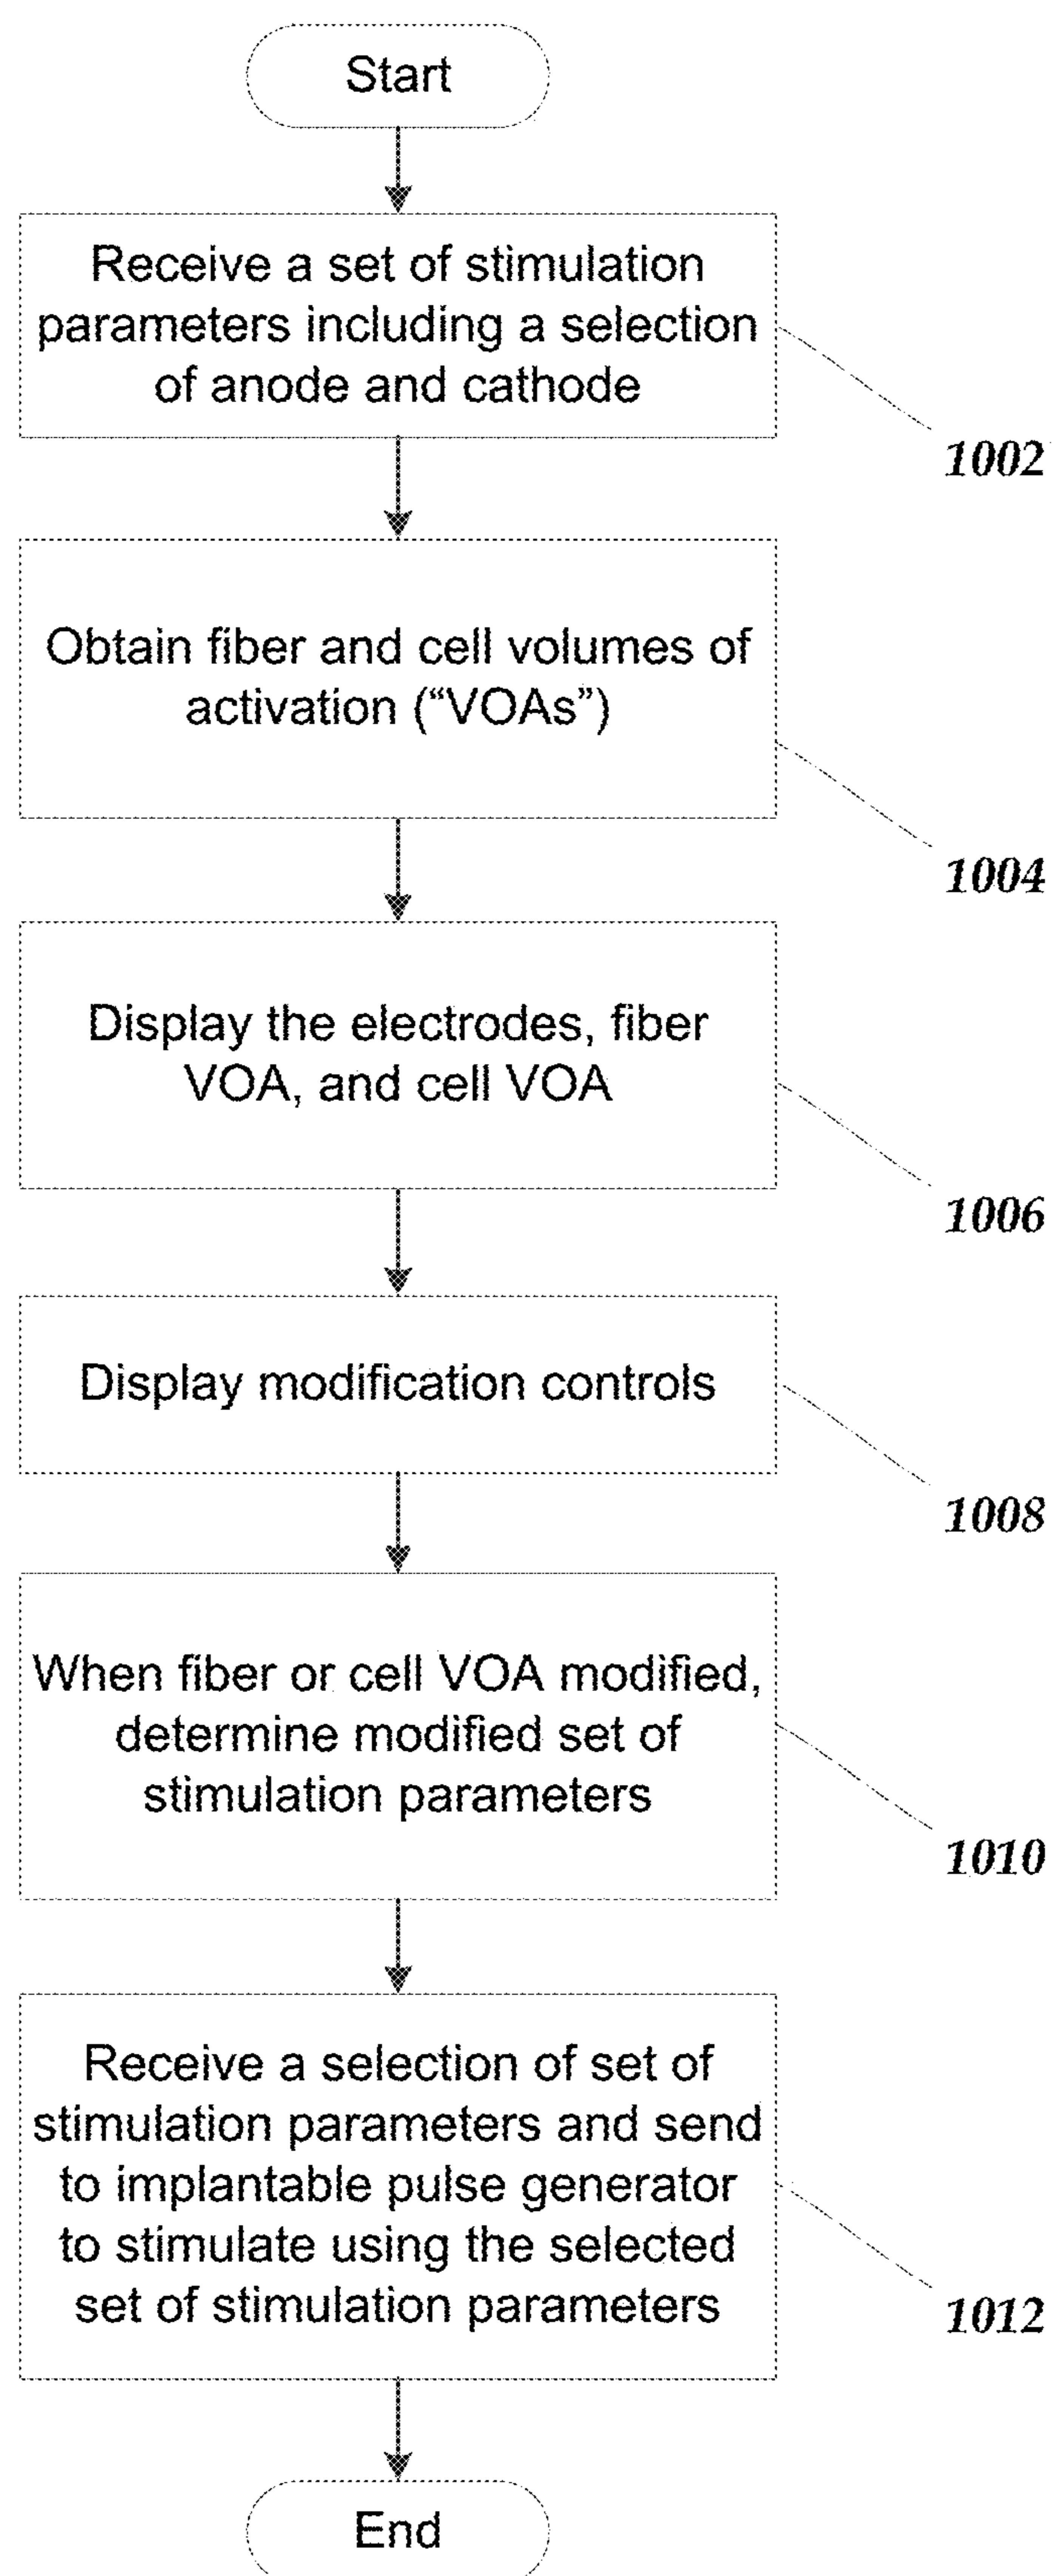 Start
Receive a set of stimulation
parameters including a selection
of anode and cathode
1002
Obtain fiber and cell volumes of
activation (“VOAs”)
1004
Display the electrodes, fiber
VOA, and cell VOA
1006
Display modification controls
1008
When fiber or cell VOA modified,
determine modified set of
stimulation parameters
1010
Receive a selection of set of
stimulation parameters and send
to implantable pulse generator
to stimulate using the selected
set of stimulation parameters
1012
End